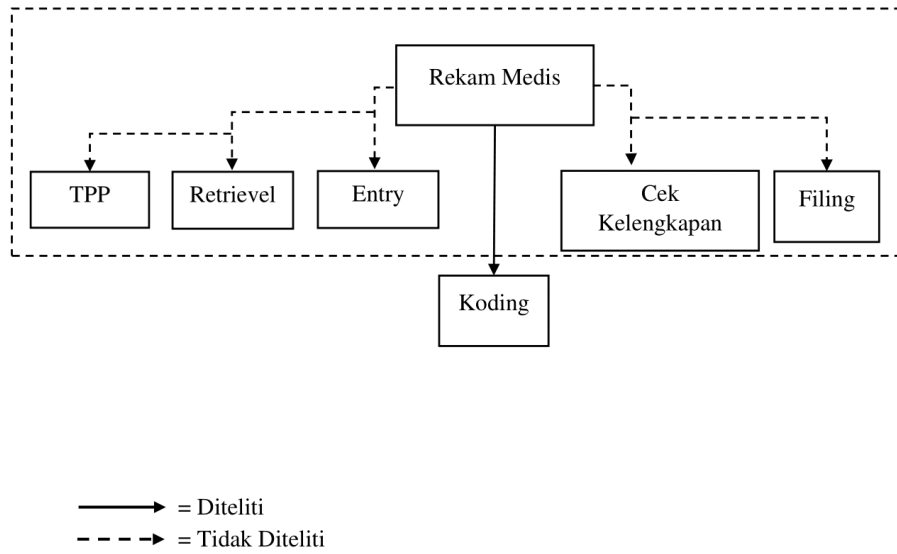 Rekam Medis
TPP
Retrievel
Entry
Cek
Kelengkapan
Filing
Koding
= Diteliti
= Tidak Diteliti